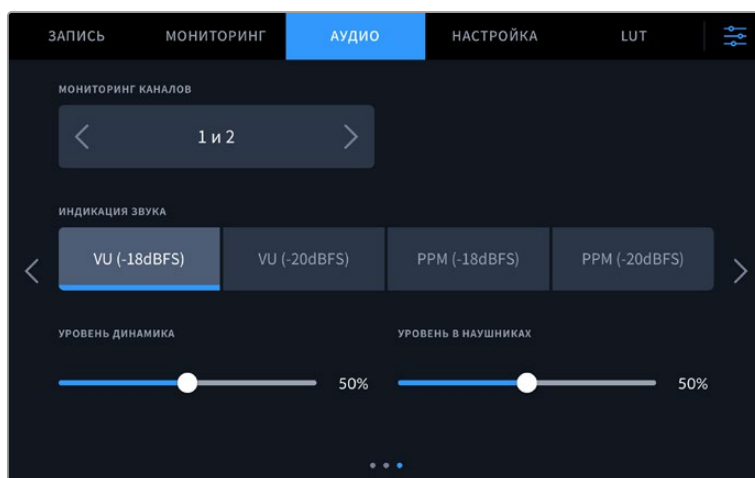 ЗАПИСЬ МОНИТОРИНГ АУДИО НАСТРОЙКА LUT
МОНИТОРИНГ КАНАЛОВ
1 и 2
ИНДИКАЦИЯ ЗВУКА
VU (-18dBFS) VU (-20dBFS) PPM (-18dBFS) PPM (-20dBFS)
УРОВЕНЬ ДИНАМИКА УРОВЕНЬ В НАУШНИКАХ
50% 50%